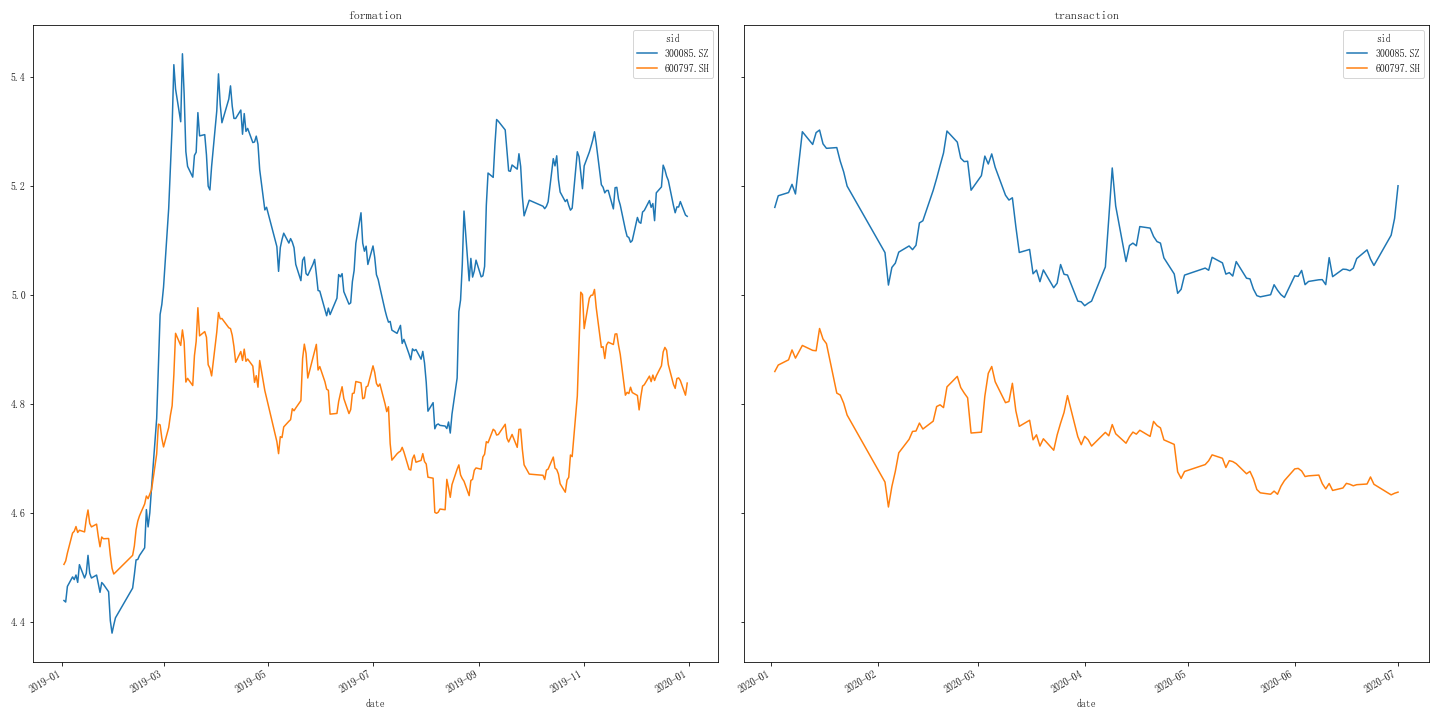 formation
sid
300085.SZ
600797.SH
5.4
5.2
5.0
4.8
4.6
4.4
2019-01
2019-03
2019-05
2019-07
2019-09
2019-11
2020-01
date
transaction
sid
300085.SZ
600797.SH
2020-01
2020-02
2020-03
2020-04
2020-05
2020-06
2020-07
date